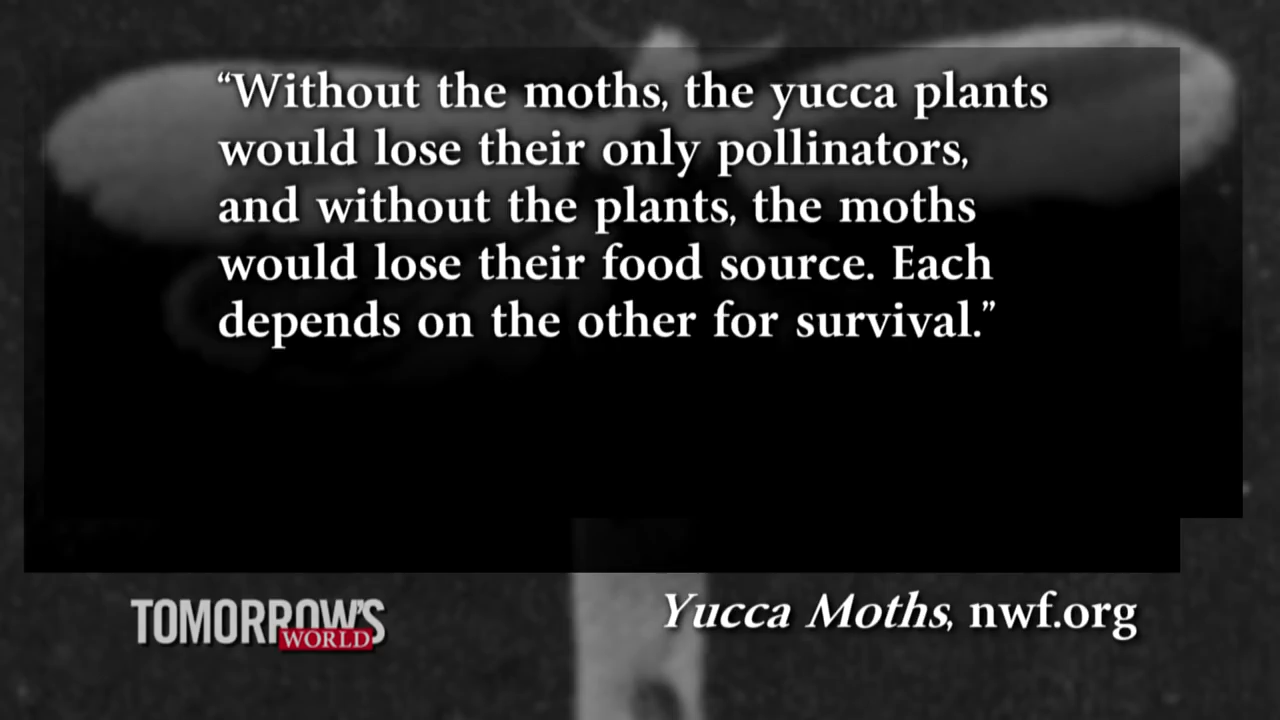 “Without the moths, the yucca plants
would lose their only pollinators,
and without the plants, the moths
would lose their food source. Each
depends on the other for survival.”
TOMORROW'S
WORLD
Yucca Moths, nwf.org